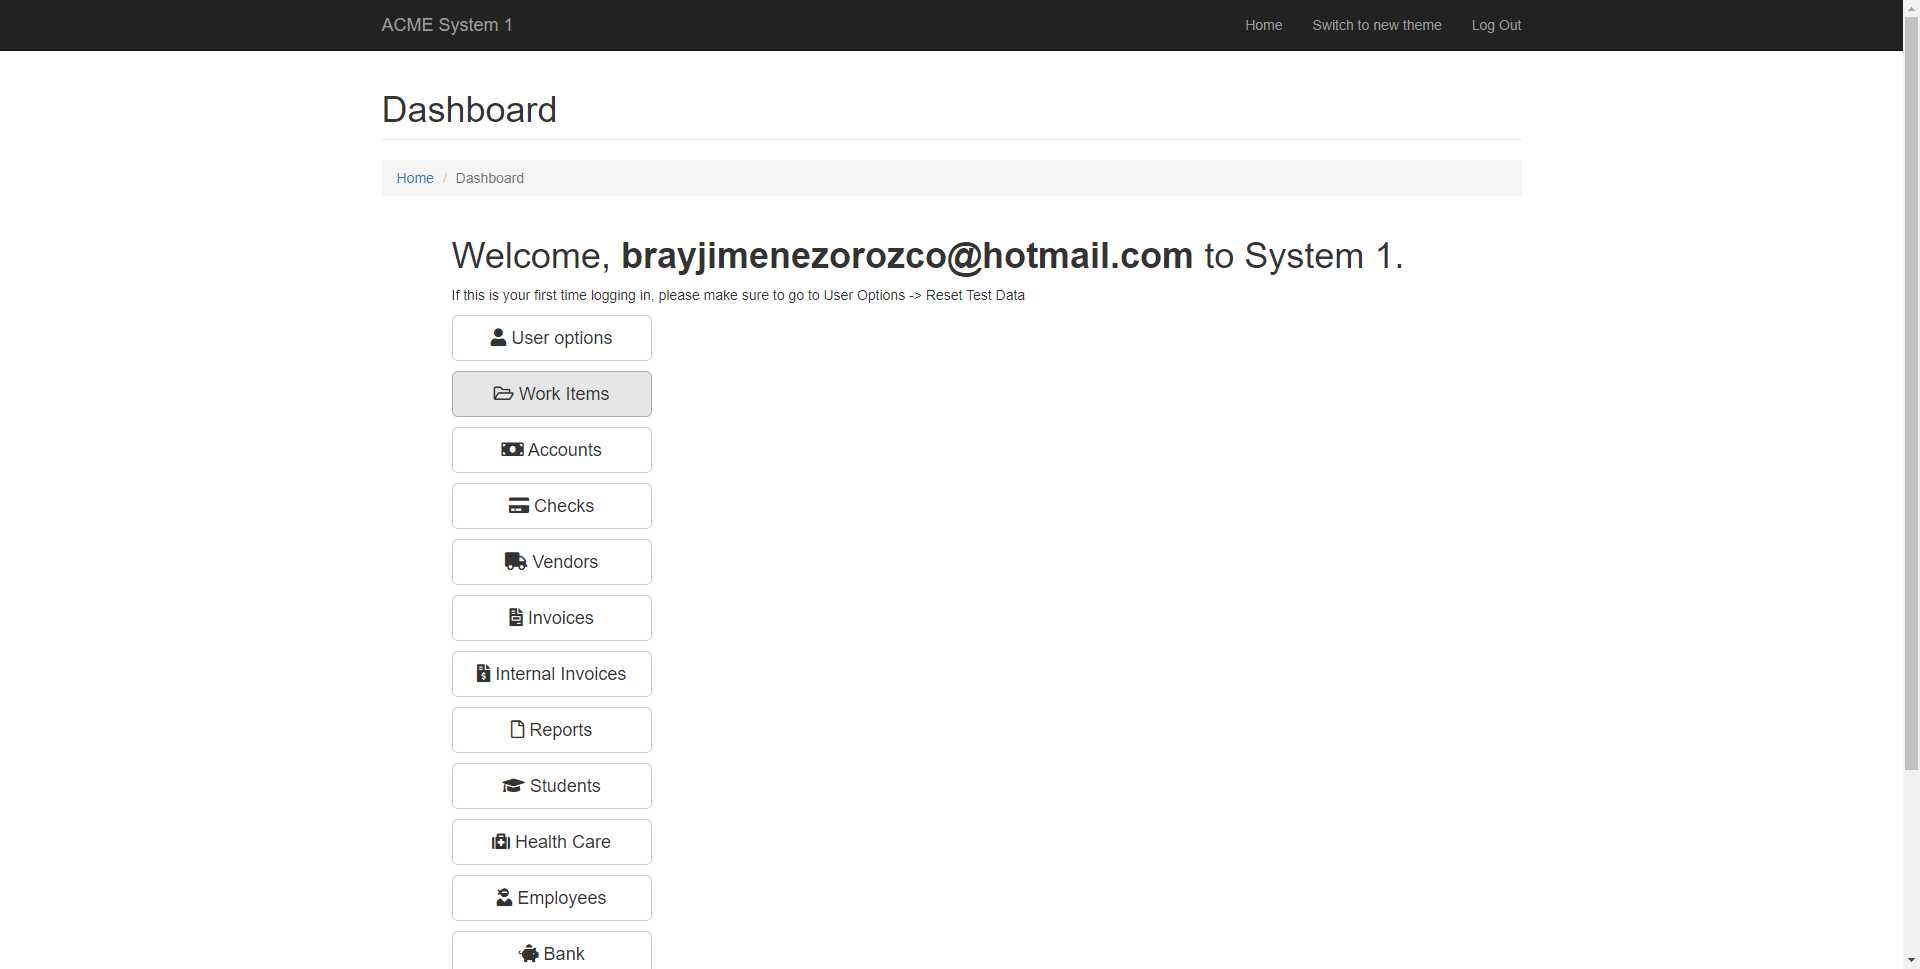 ACME System 1
Home Switch to new theme Log Out
Dashboard
Home / Dashboard
Welcome, brayjimenezorozco@hotmail.com to System 1.
If this is your first time logging in, please make sure to go to User Options -> Reset Test Data
User options
Work Items
Accounts
Checks
Vendors
Invoices
Internal Invoices
Reports
Students
Health Care
Employees
Bank